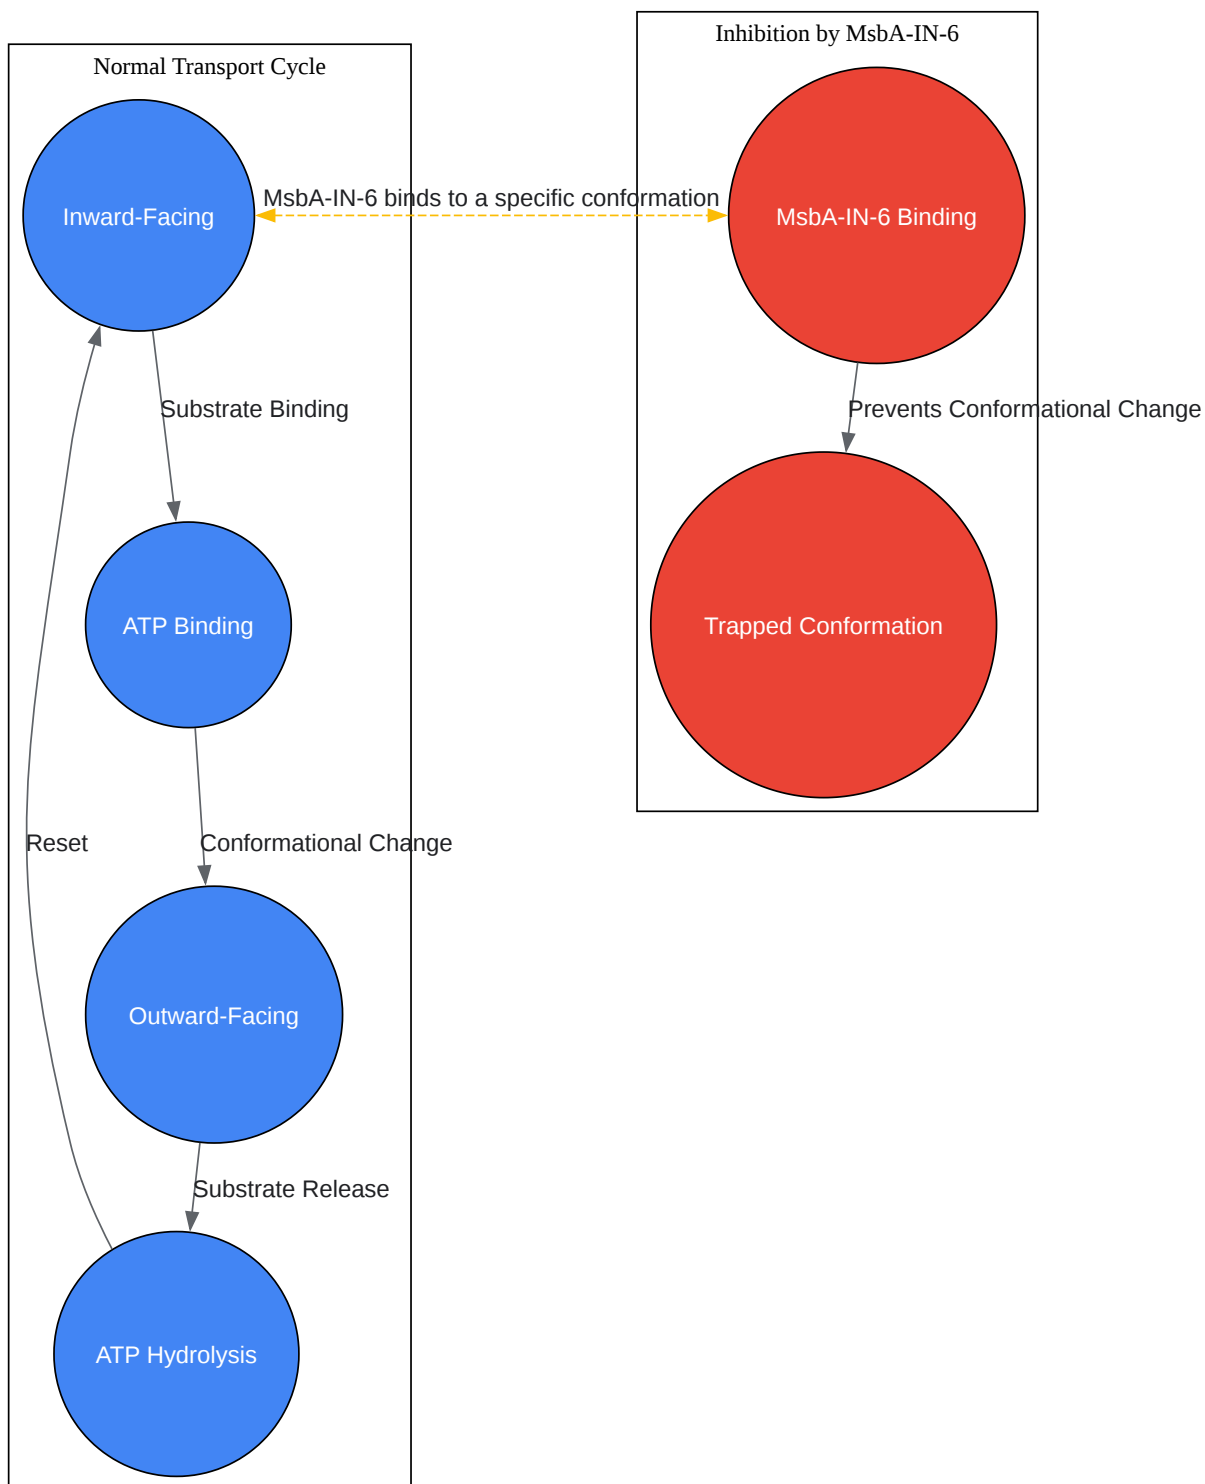 Inhibition by MsbA-IN-6
Normal Transport Cycle
MsbA-IN-6 binds to a specific conformation
Inward-Facing
MsbA-IN-6 Binding
Substrate Binding
Prevents Conformational Change
ATP Binding
Trapped Conformation
Reset
Conformational Change
Outward-Facing
Substrate Release
ATP Hydrolysis